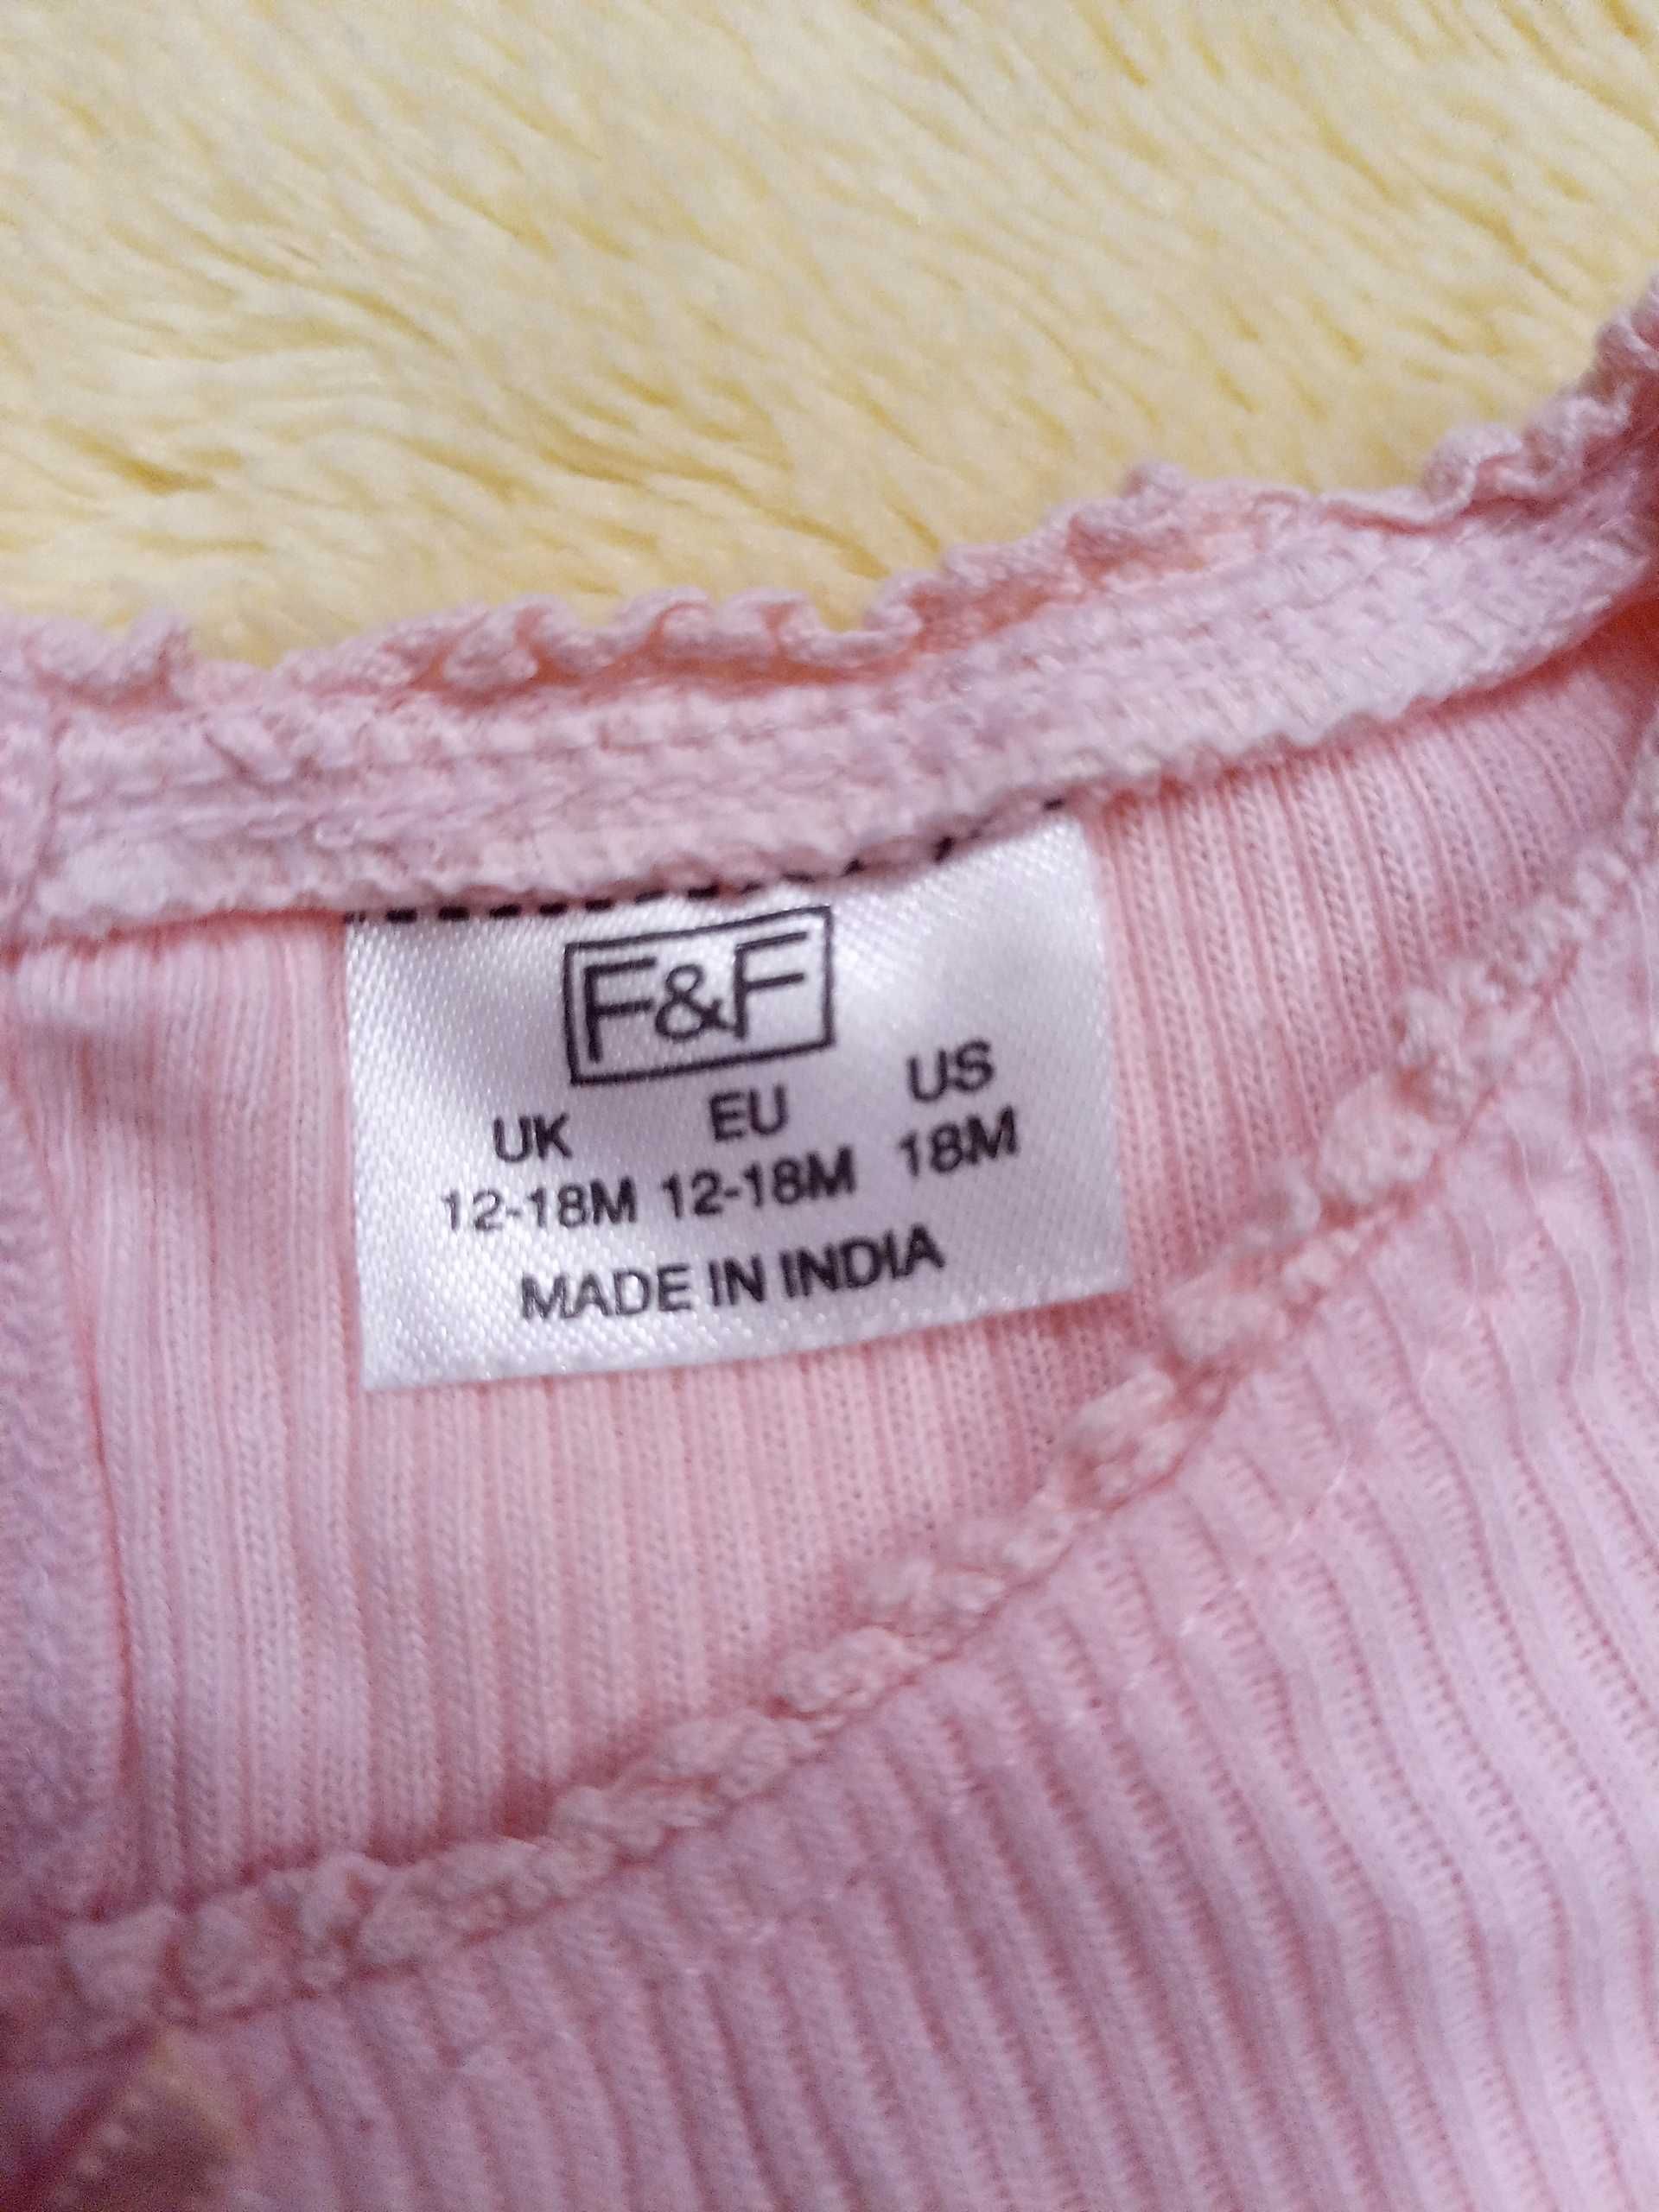 F&F
UK EU US
12-18M 12-18M 18M
MADE IN INDIA